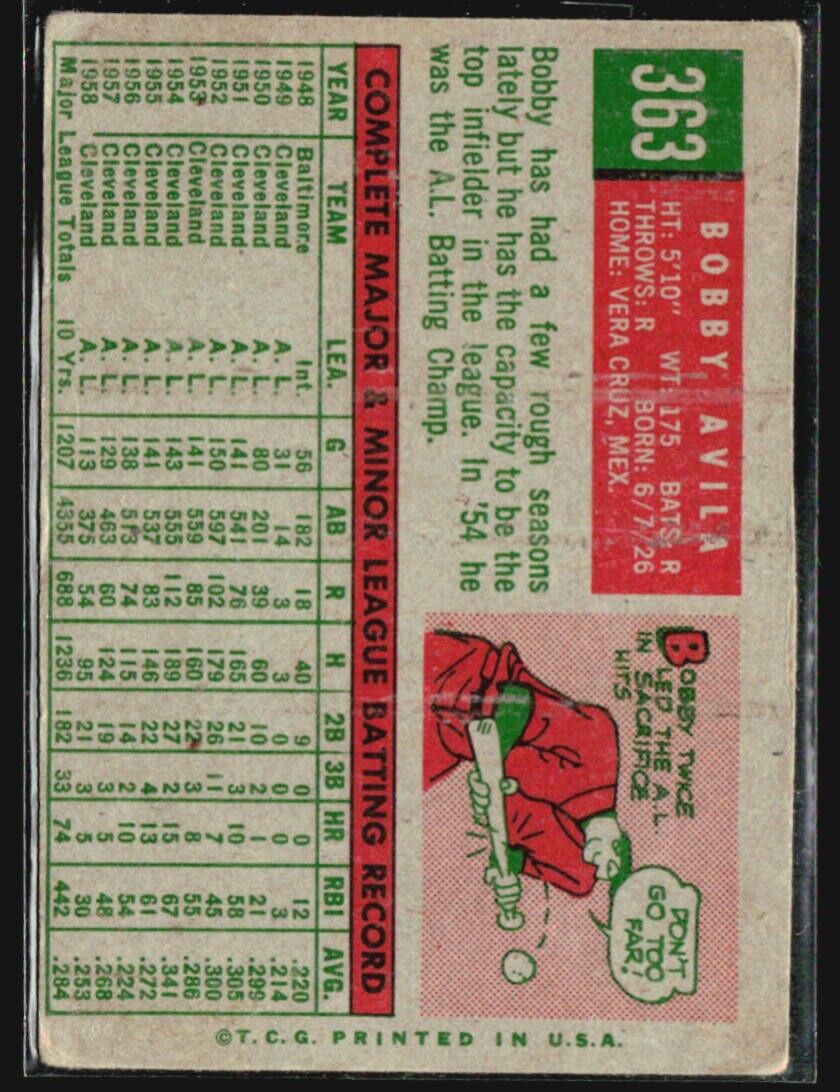 363
BOBBY AVILA
HT: 5'10" WT: 175 BATS: R
THROWS: R BORN: 6/7/26
HOME: VERA CRUZ, MEX.
Bobby has had a few rough seasons
lately but he has the capacity to be the
top infielder in the league. In '54 he
was the A.L. Batting Champ.
BOBBY TWICE
LED THE A.L.
IN SACRIFICE
HITS
DON'T
GO TOO
FAR!
COMPLETE MAJOR & MINOR LEAGUE BATTING RECORD
YEAR TEAM LEA. G AB R H 2B 3B HR RBI AVG.
1948 Baltimore Int. 56 182 18 40 9 0 0 12 .220
1949 Cleveland A. L. 31 14 3 3 0 0 0 3 .214
1950 Cleveland A. L. 80 201 39 60 10 2 1 21 .299
1951 Cleveland A. L. 141 541 76 165 21 3 10 58 .305
1952 Cleveland A. L. 150 597 102 179 26 11 7 45 .300
1953 Cleveland A. L. 141 559 85 160 22 3 8 55 .286
1954 Cleveland A. L. 143 555 112 189 27 2 15 67 .341
1955 Cleveland A. L. 141 537 83 146 22 4 13 61 .272
1956 Cleveland A. L. 138 513 74 115 14 2 10 54 .224
1957 Cleveland A. L. 129 463 60 124 19 3 5 48 .268
1958 Cleveland A. L. 113 375 54 95 21 3 5 30 .253
Major League Totals 10 Yrs. 1207 4355 688 1236 182 33 74 442 .284
©T.C.G. PRINTED IN U.S.A.